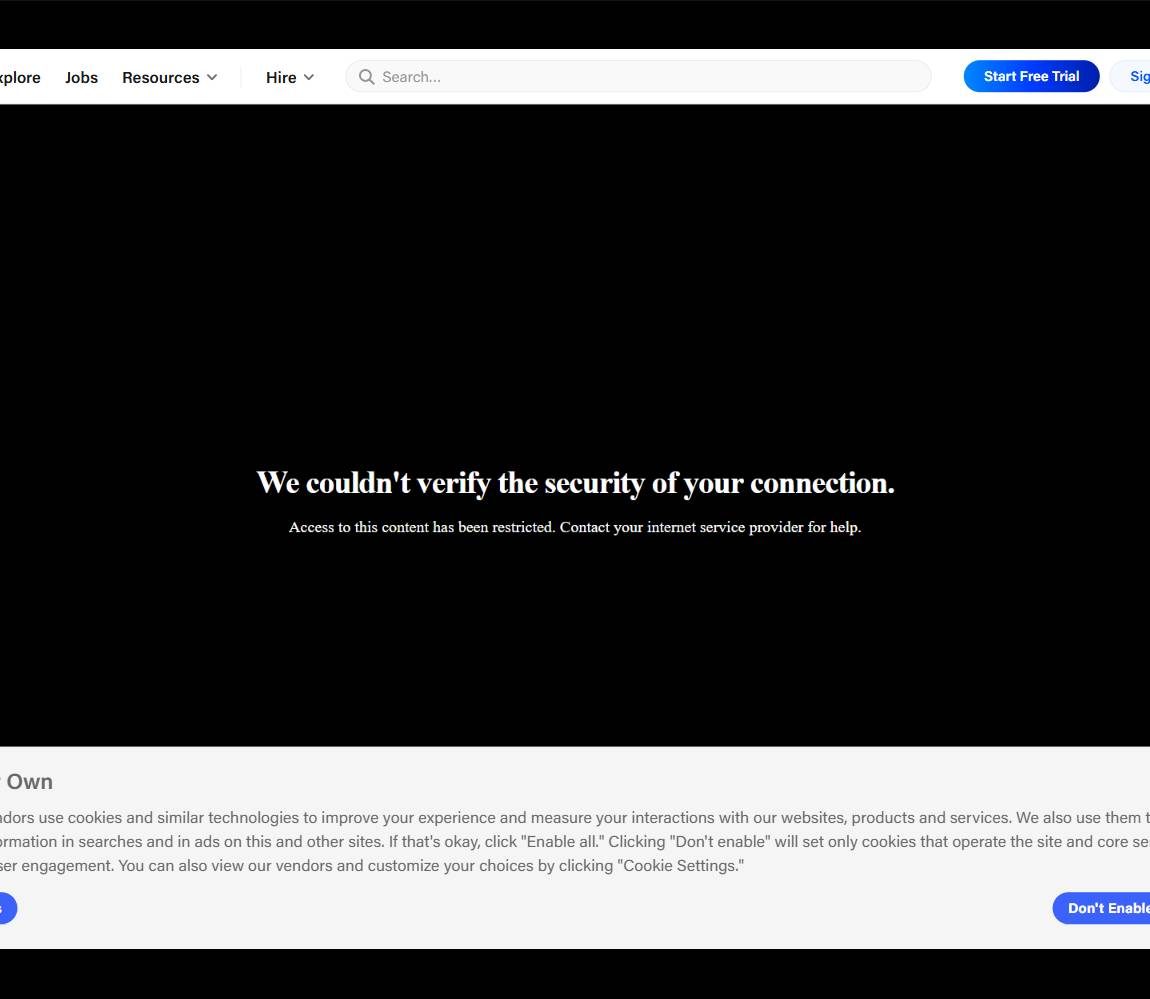 xplore Jobs Resources Hire Search... Start Free Trial Sig
We couldn't verify the security of your connection.
Access to this content has been restricted. Contact your internet service provider for help.
Own
ndors use cookies and similar technologies to improve your experience and measure your interactions with our websites, products and services. We also use them t
ormation in searches and in ads on this and other sites. If that's okay, click "Enable all." Clicking "Don't enable" will set only cookies that operate the site and core se
ser engagement. You can also view our vendors and customize your choices by clicking "Cookie Settings."
s Don't Enable